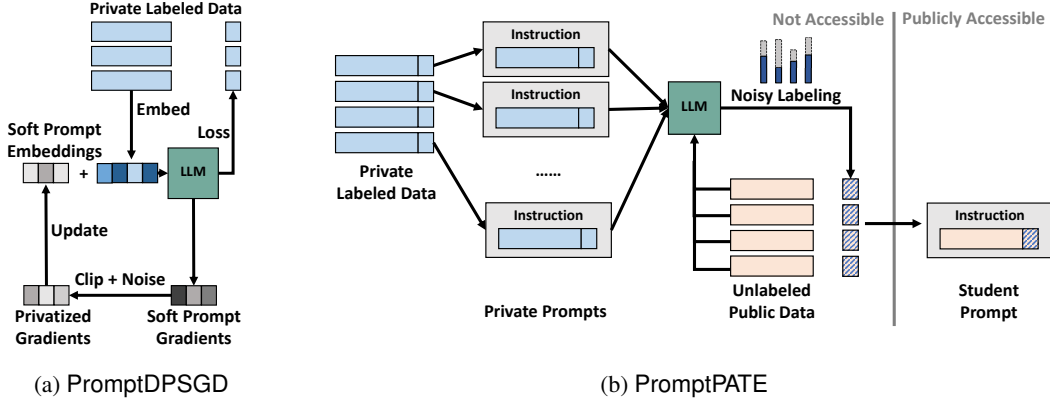 Private Labeled Data
Embed
Soft Prompt
Embeddings
+
LLM
Loss
Update
Clip + Noise
Privatized
Gradients
Soft Prompt
Gradients
(a) PromptDPSGD
Not Accessible
Publicly Accessible
Instruction
Instruction
LLM
Noisy Labeling
Private
Labeled Data
......
Instruction
Instruction
Private Prompts
Unlabeled
Public Data
Student
Prompt
(b) PromptPATE